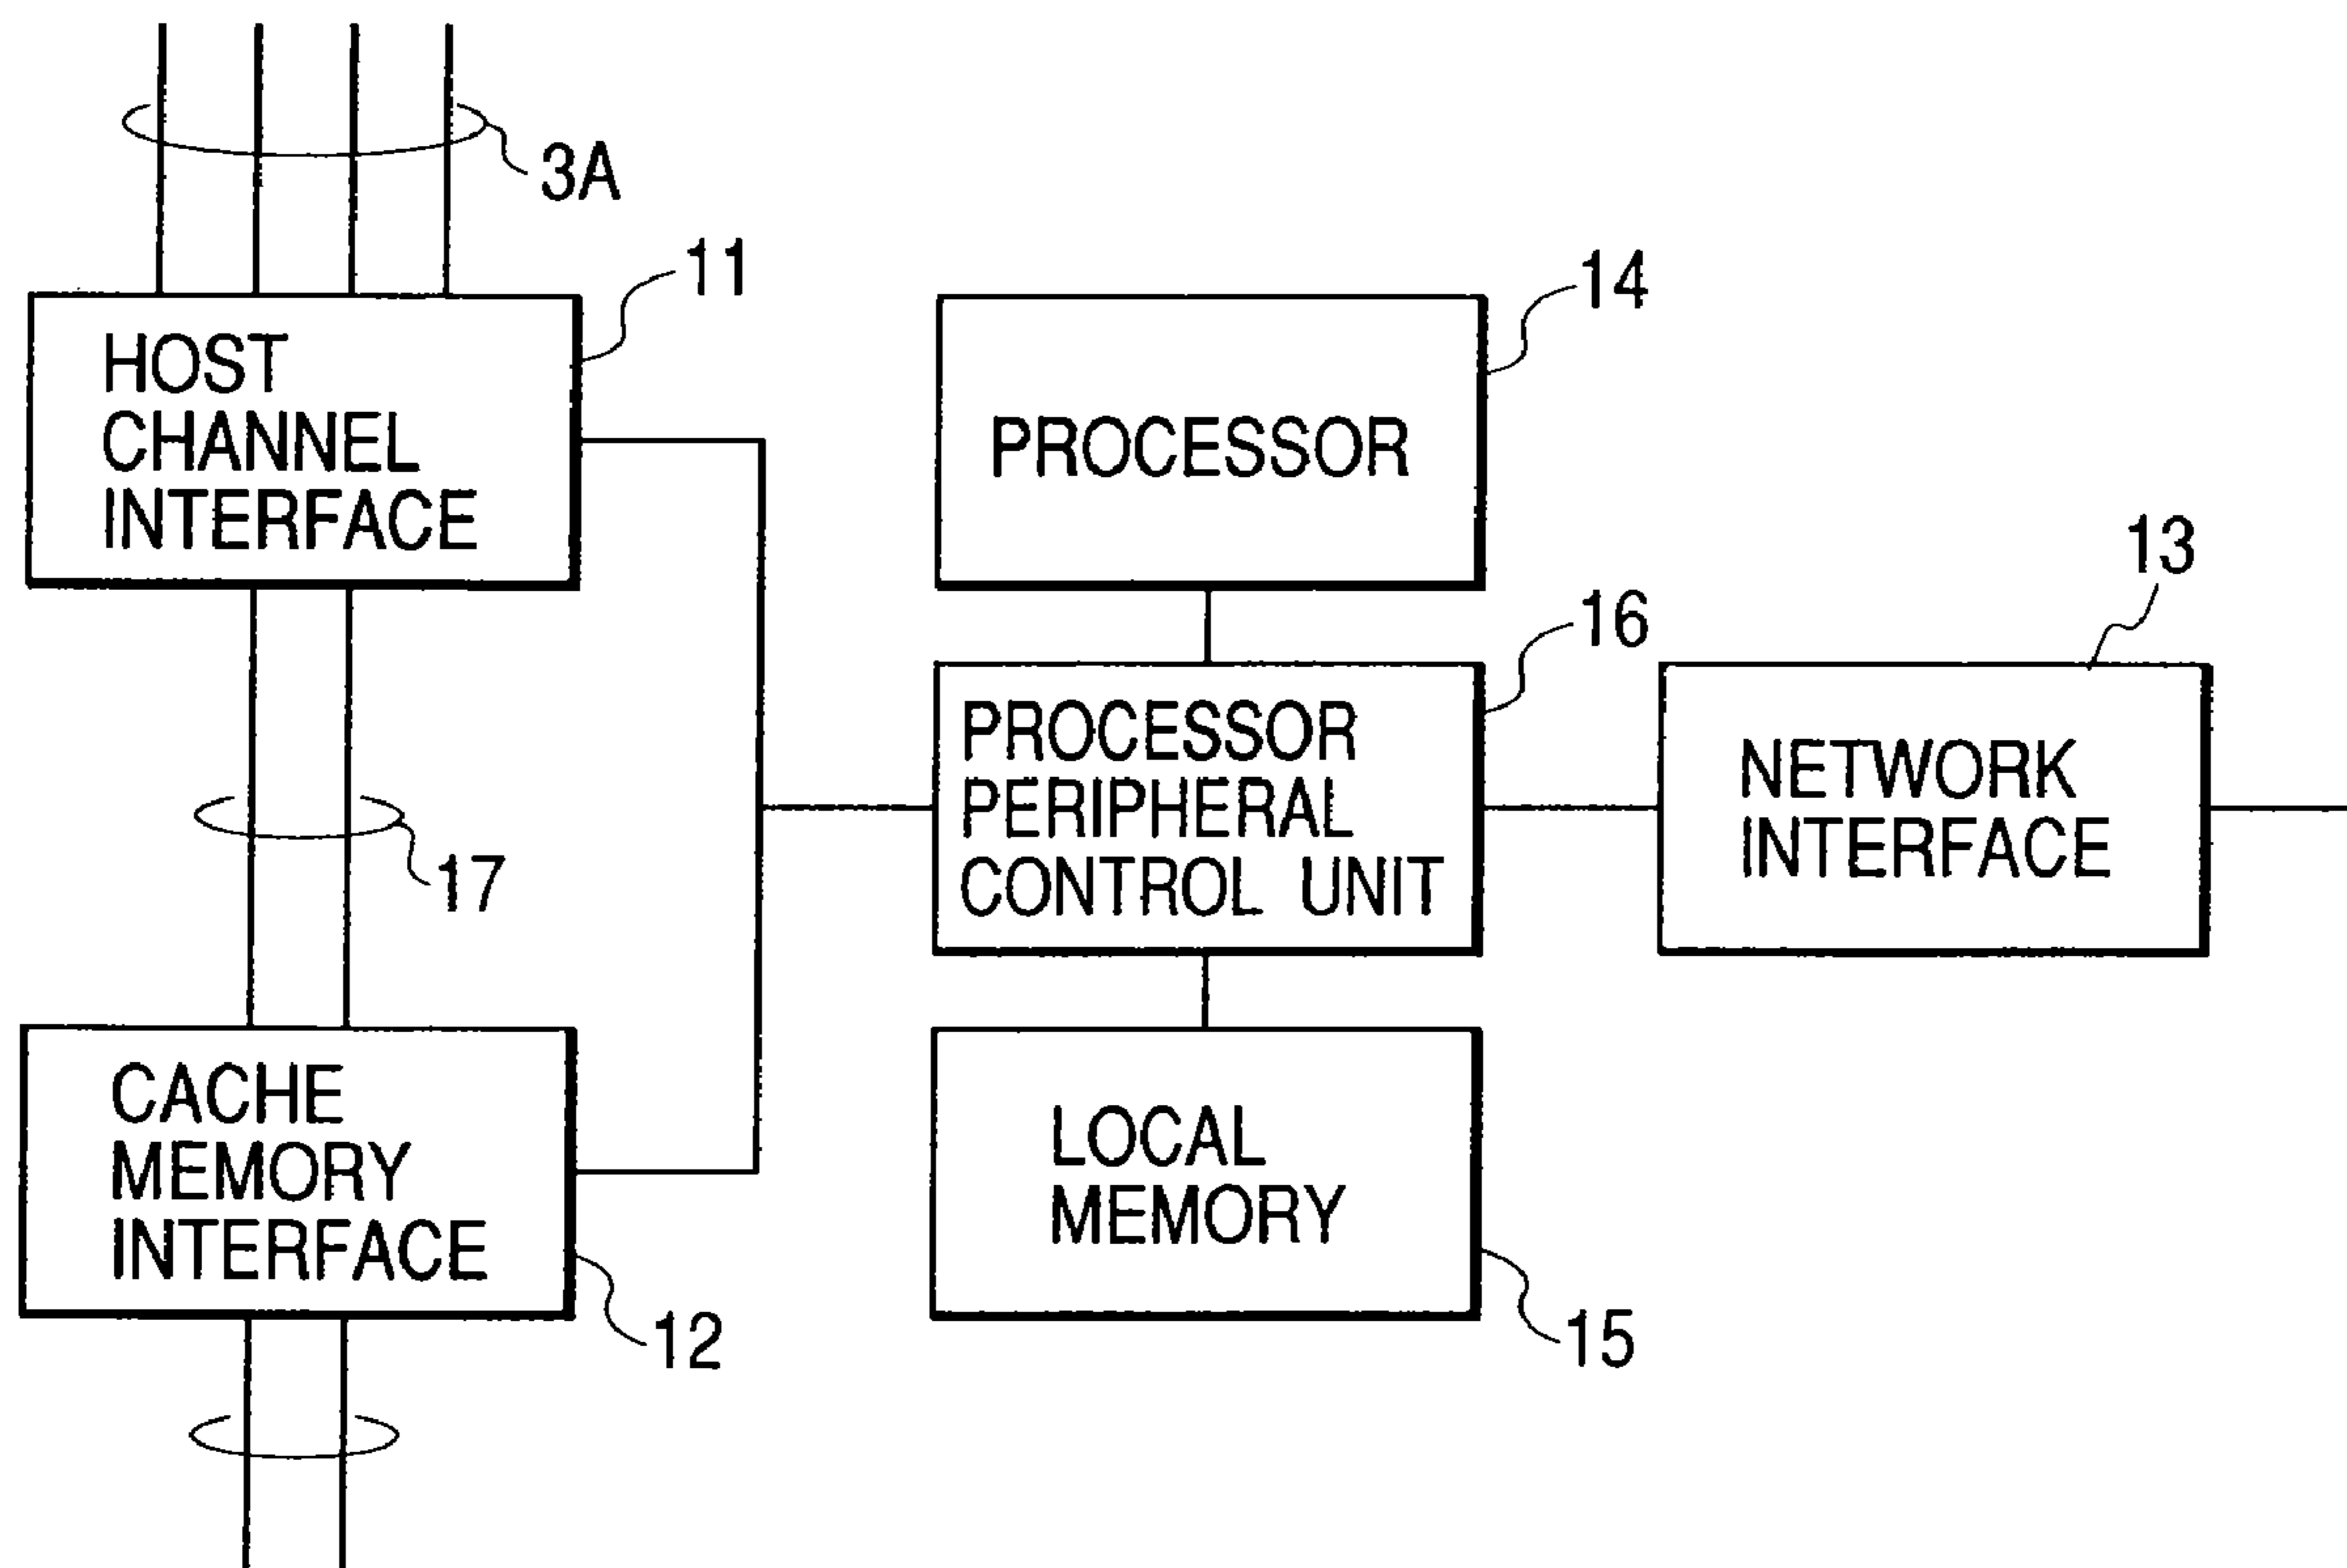 3A
11
HOST
CHANNEL
INTERFACE
14
PROCESSOR
13
16
PROCESSOR
PERIPHERAL
CONTROL UNIT
NETWORK
INTERFACE
17
CACHE
MEMORY
INTERFACE
12
LOCAL
MEMORY
15